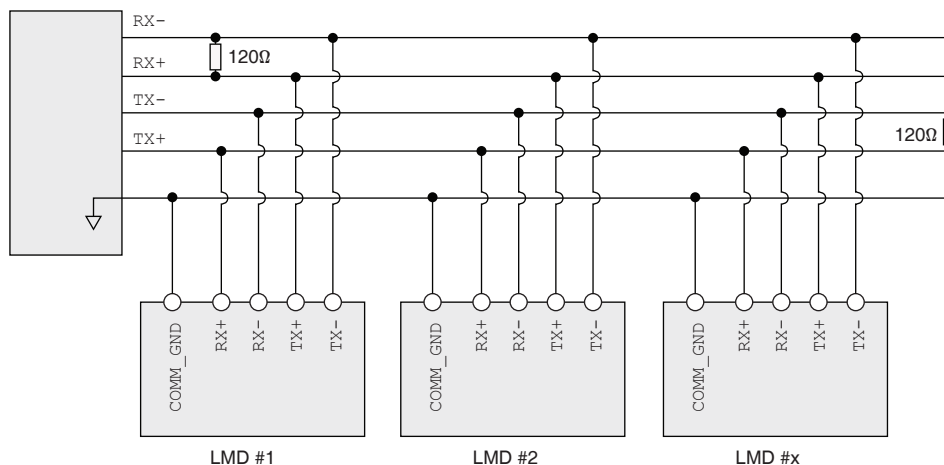 RX-
120Ω
RX+
TX-
120Ω
TX+
COMM_GND RX+ RX- TX+ TX-
COMM_GND RX+ RX- TX+ TX-
COMM_GND RX+ RX- TX+ TX-
LMD #1
LMD #2
LMD #x